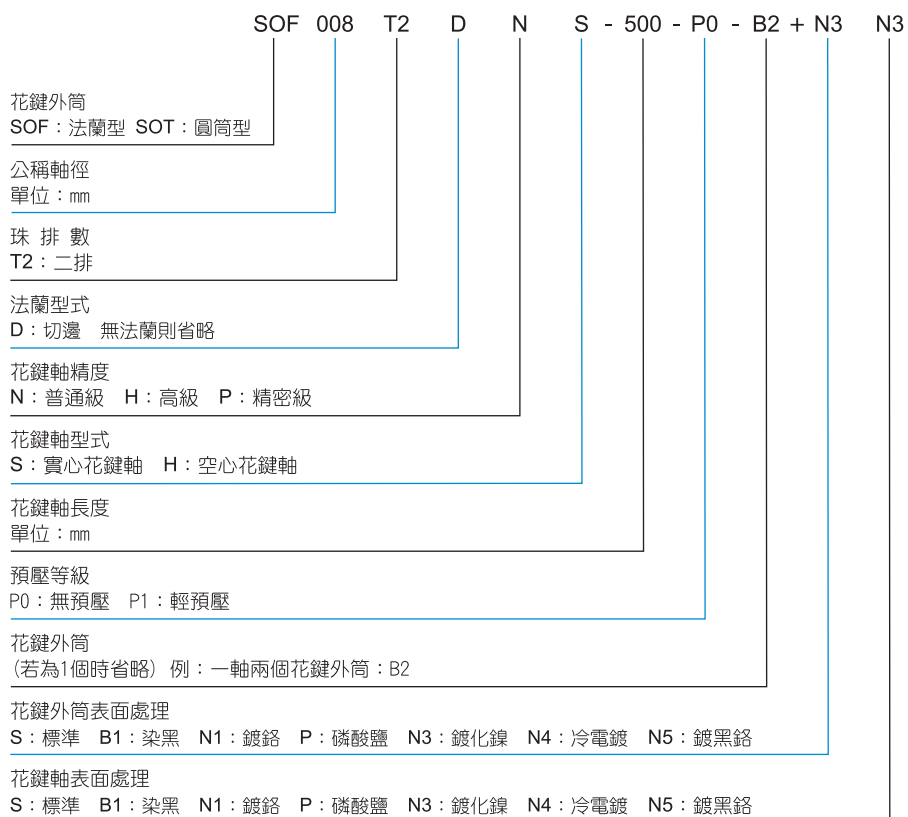 SOF 008 T2 D N S - 500 - P0 - B2 + N3 N3
花鍵外筒
SOF：法蘭型 SOT：圓筒型
公稱軸徑
單位：mm
珠 排 數
T2：二排
法蘭型式
D：切邊　無法蘭則省略
花鍵軸精度
N：普通級　H：高級　P：精密級
花鍵軸型式
S：實心花鍵軸　H：空心花鍵軸
花鍵軸長度
單位：mm
預壓等級
P0：無預壓　P1：輕預壓
花鍵外筒
(若為1個時省略) 例：一軸兩個花鍵外筒：B2
花鍵外筒表面處理
S：標準　B1：染黑　N1：鍍鉻　P：磷酸鹽　N3：鍍化鎳　N4：冷電鍍　N5：鍍黑鉻
花鍵軸表面處理
S：標準　B1：染黑　N1：鍍鉻　P：磷酸鹽　N3：鍍化鎳　N4：冷電鍍　N5：鍍黑鉻